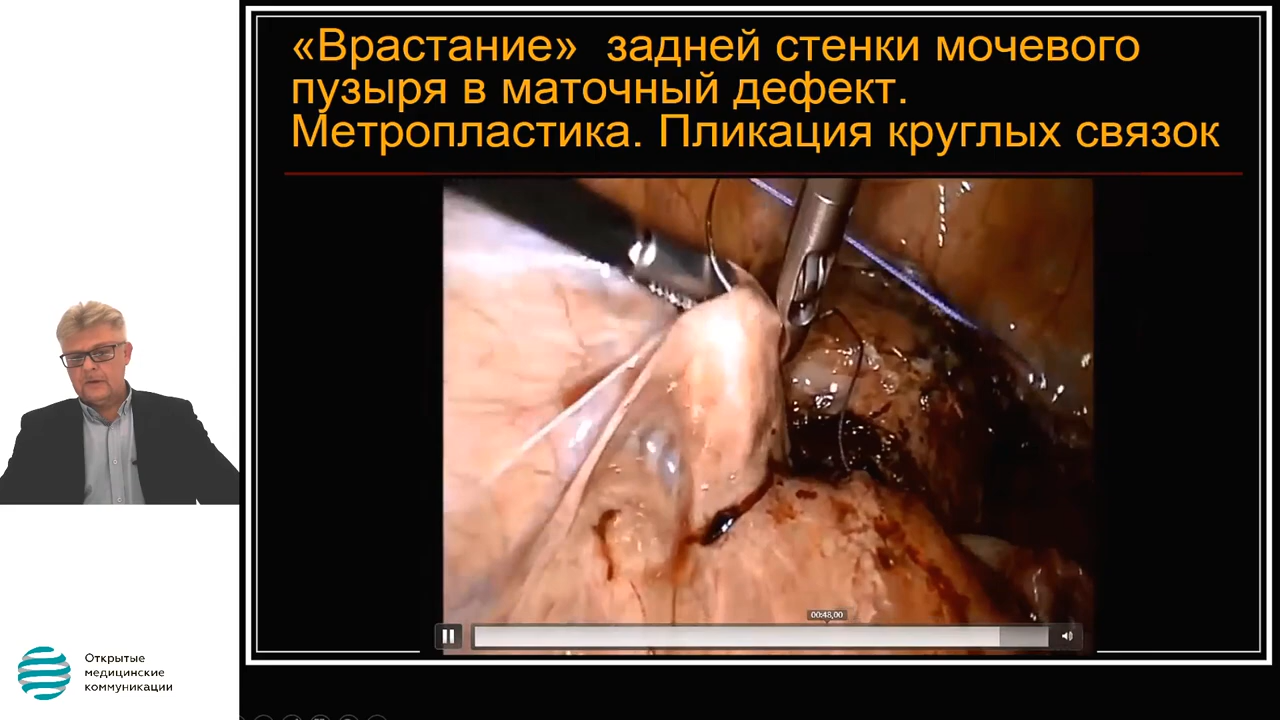 «Врастание» задней стенки мочевого
пузыря в маточный дефект.
Метропластика. Пликация круглых связок
00:48,00
Открытые
медицинские
коммуникации